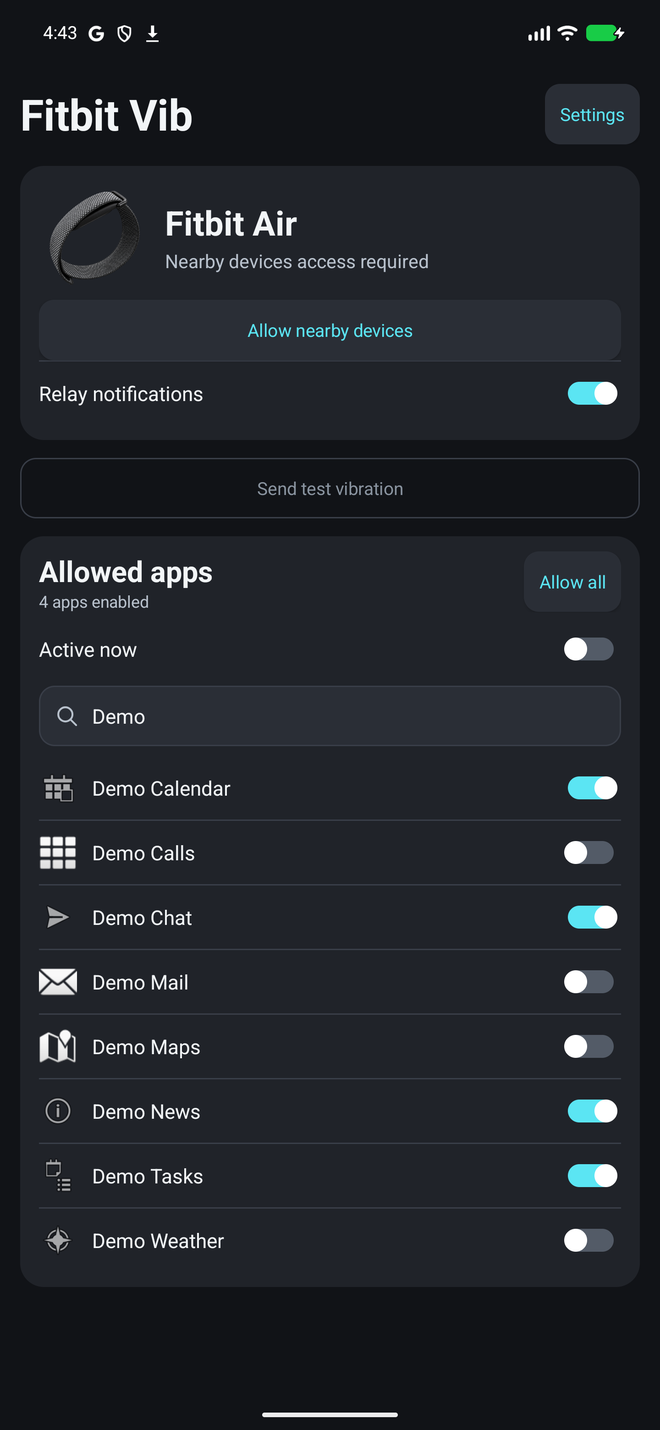 4:43
Fitbit Vib
Settings
Fitbit Air
Nearby devices access required
Allow nearby devices
Relay notifications
Send test vibration
Allowed apps
4 apps enabled
Allow all
Active now
Demo
Demo Calendar
Demo Calls
Demo Chat
Demo Mail
Demo Maps
Demo News
Demo Tasks
Demo Weather